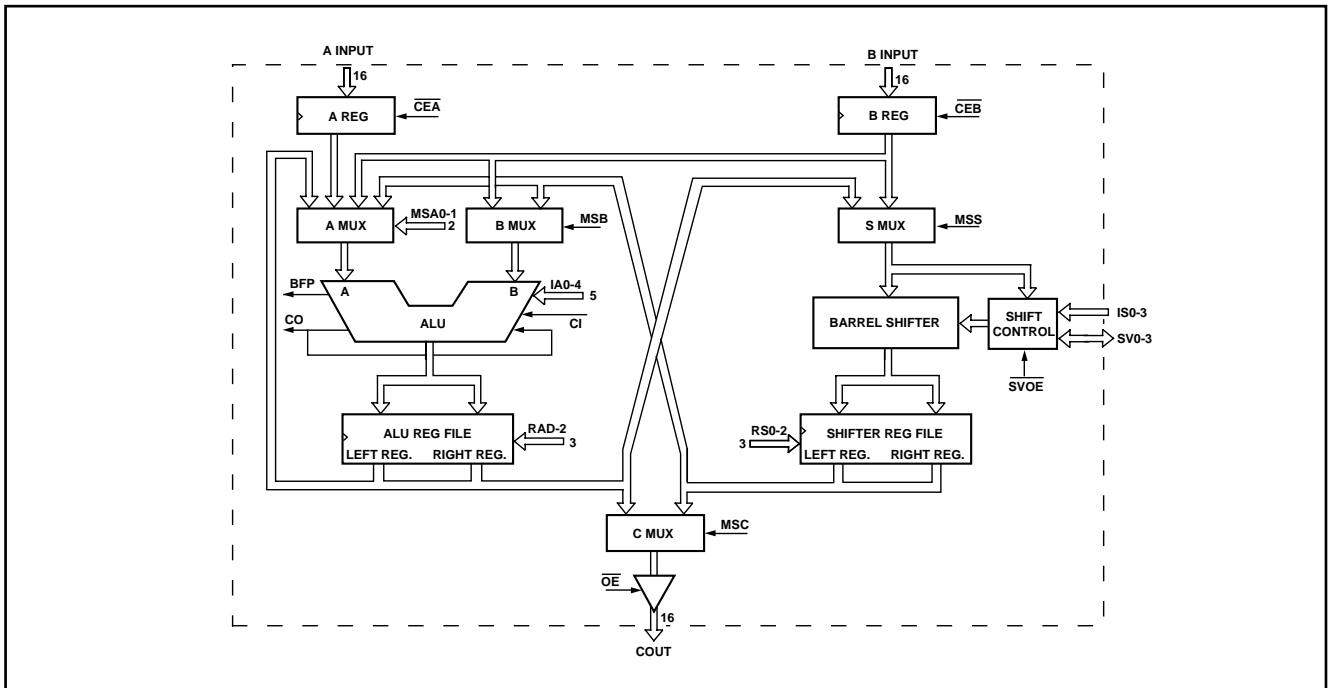 A INPUT
B INPUT
16
16
A REG
CEA
B REG
CEB
A MUX
MSA0-1
2
B MUX
MSB
S MUX
MSS
BFP
A
B
IA0-4
5
CO
ALU
CI
BARREL SHIFTER
SHIFT
CONTROL
IS0-3
SV0-3
SVOE
ALU REG FILE
LEFT REG. RIGHT REG.
RAD-2
3
RS0-2
3
SHIFTER REG FILE
LEFT REG. RIGHT REG.
C MUX
MSC
OE
16
COUT